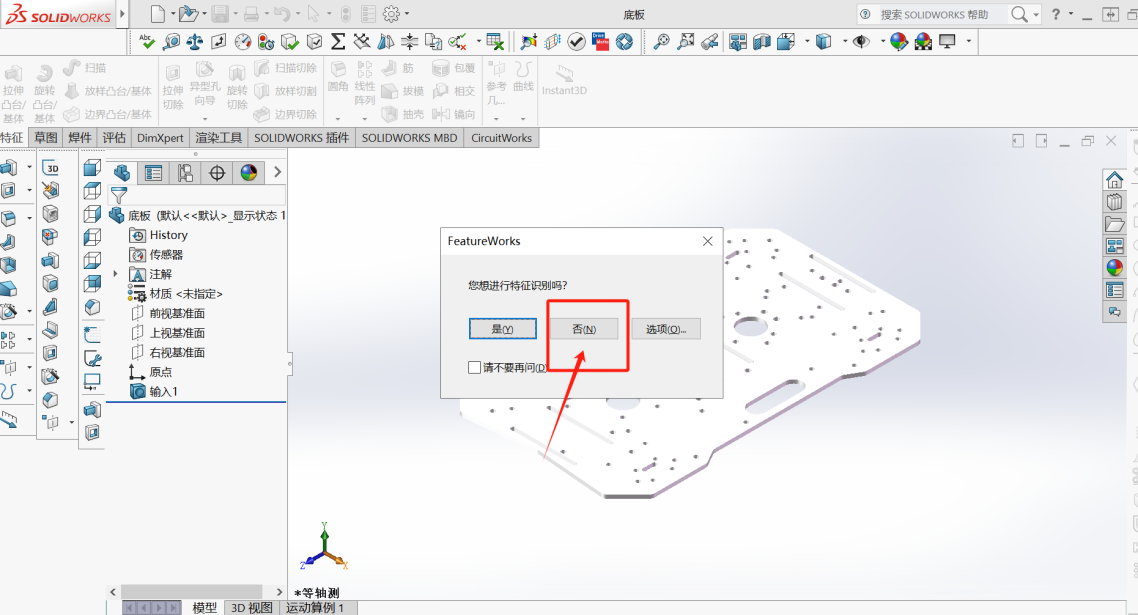 SOLIDWORKS
底板
搜索 SOLIDWORKS 帮助
拉伸凸台/基体
旋转凸台/基体
扫描
放样凸台/基体
边界凸台/基体
拉伸切除
异型孔向导
旋转切除
扫描切除
放样切割
边界切除
圆角
线性阵列
筋
拔模
抽壳
包覆
相交
镜向
参考几...
曲线
Instant3D
特征
草图
焊件
评估
DimXpert
渲染工具
SOLIDWORKS 插件
SOLIDWORKS MBD
CircuitWorks
底板 (默认<<默认>_显示状态 1
History
传感器
注解
材质 <未指定>
前视基准面
上视基准面
右视基准面
原点
输入1
FeatureWorks
您想进行特征识别吗?
是(Y)
否(N)
选项(O)...
请不要再问(D)
Y
Z
X
*等轴测
模型
3D 视图
运动算例 1